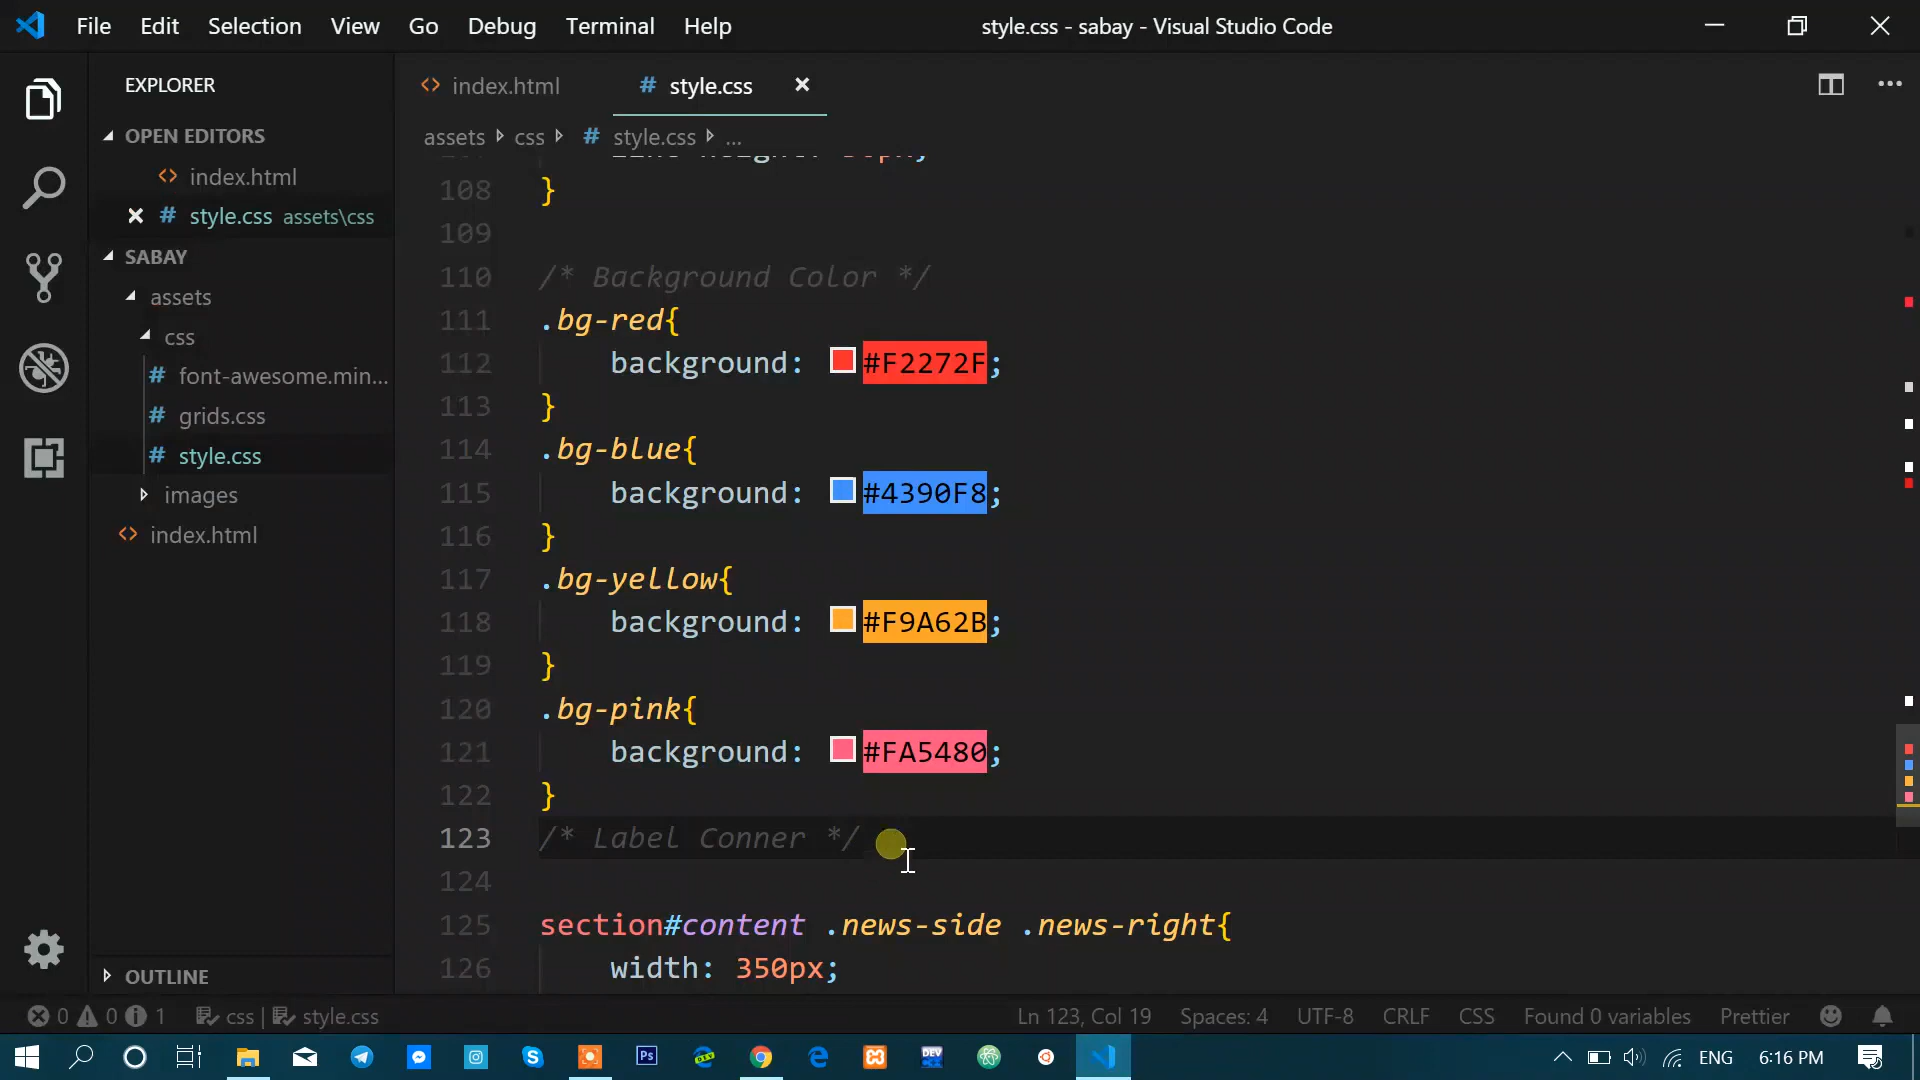 File Edit Selection View Go Debug Terminal Help
style.css - sabay - Visual Studio Code
EXPLORER
OPEN EDITORS
index.html
style.css assets\css
SABAY
assets
css
font-awesome.min...
grids.css
style.css
images
index.html
OUTLINE
index.html
# style.css
assets css # style.css ...
108 }
109
110 /* Background Color */
111 .bg-red{
112 background: #F2272F;
113 }
114 .bg-blue{
115 background: #4390F8;
116 }
117 .bg-yellow{
118 background: #F9A62B;
119 }
120 .bg-pink{
121 background: #FA5480;
122 }
123 /* Label Conner */
124
125 section#content .news-side .news-right{
126 width: 350px;
0 0 1 css | style.css
Ln 123, Col 19 Spaces: 4 UTF-8 CRLF CSS Found 0 variables Prettier
Ps DEV
ENG 6:16 PM